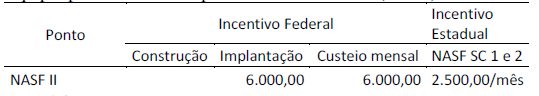 Ponto
Incentivo Federal
Incentivo
Estadual
Construção Implantação Custeio mensal NASF SC 1 e 2
NASF II 6.000,00 6.000,00 2.500,00/mês